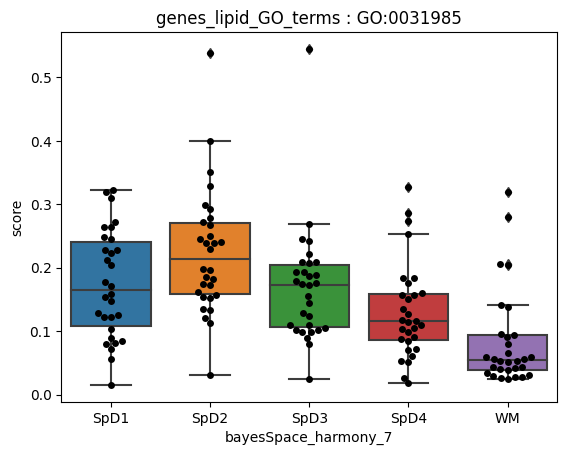 genes_lipid_GO_terms : GO:0031985
score
0.5
0.4
0.3
0.2
0.1
0.0
SpD1 SpD2 SpD3 SpD4 WM
bayesSpace_harmony_7